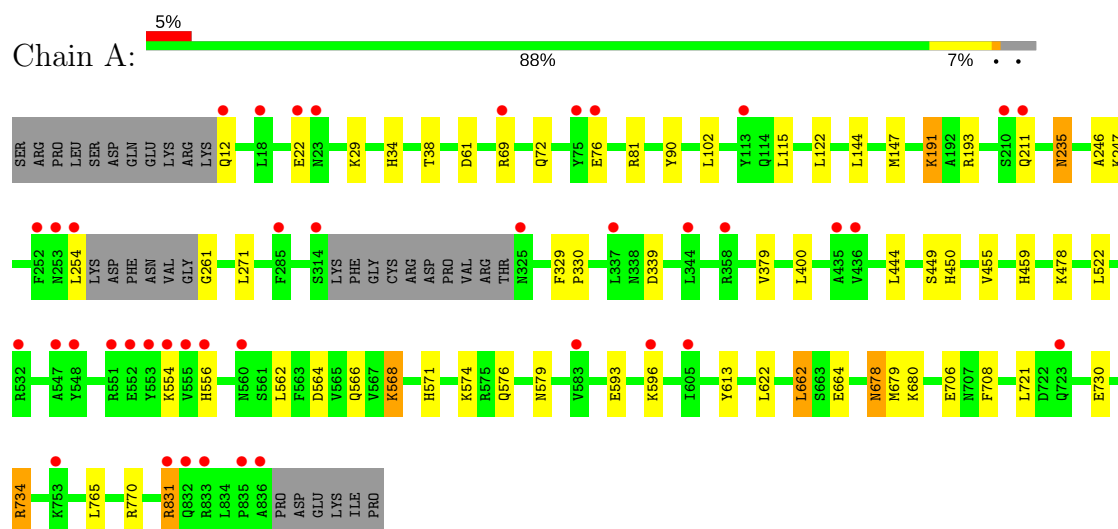 5%
Chain A:
88% 7% • •
SER ARG PRO LEU SER ASP GLN GLU LYS ARG LYS Q12 L18 E22 N23 K29 H34 T38 D61 R69 Q72 Y75 E76 R81 Y90 L102 Y113 Q114 L115 L122 L144 M147 K191 A192 R193 S210 Q211 N235 A246 K247
F252 N253 L254 LYS ASP PHE ASN VAL GLY G261 L271 F285 S314 LYS PHE GLY CYS ARG ASP PRO VAL ARG THR N325 F329 P330 L337 N338 D339 L344 R358 V379 L400 A435 V436 L444 S449 H450 V455 H459 K478 L522
R532 A547 Y548 R551 E552 Y553 K554 V555 H556 N560 S561 L562 F563 D564 V565 Q566 V567 K568 H571 K574 R575 Q576 N579 V583 E593 K596 I605 Y613 L622 L662 S663 E664 N678 M679 K680 E706 N707 F708 L721 D722 Q723 E730
R734 K753 L765 R770 R831 Q832 R833 L834 P835 A836 PRO ASP GLU LYS ILE PRO